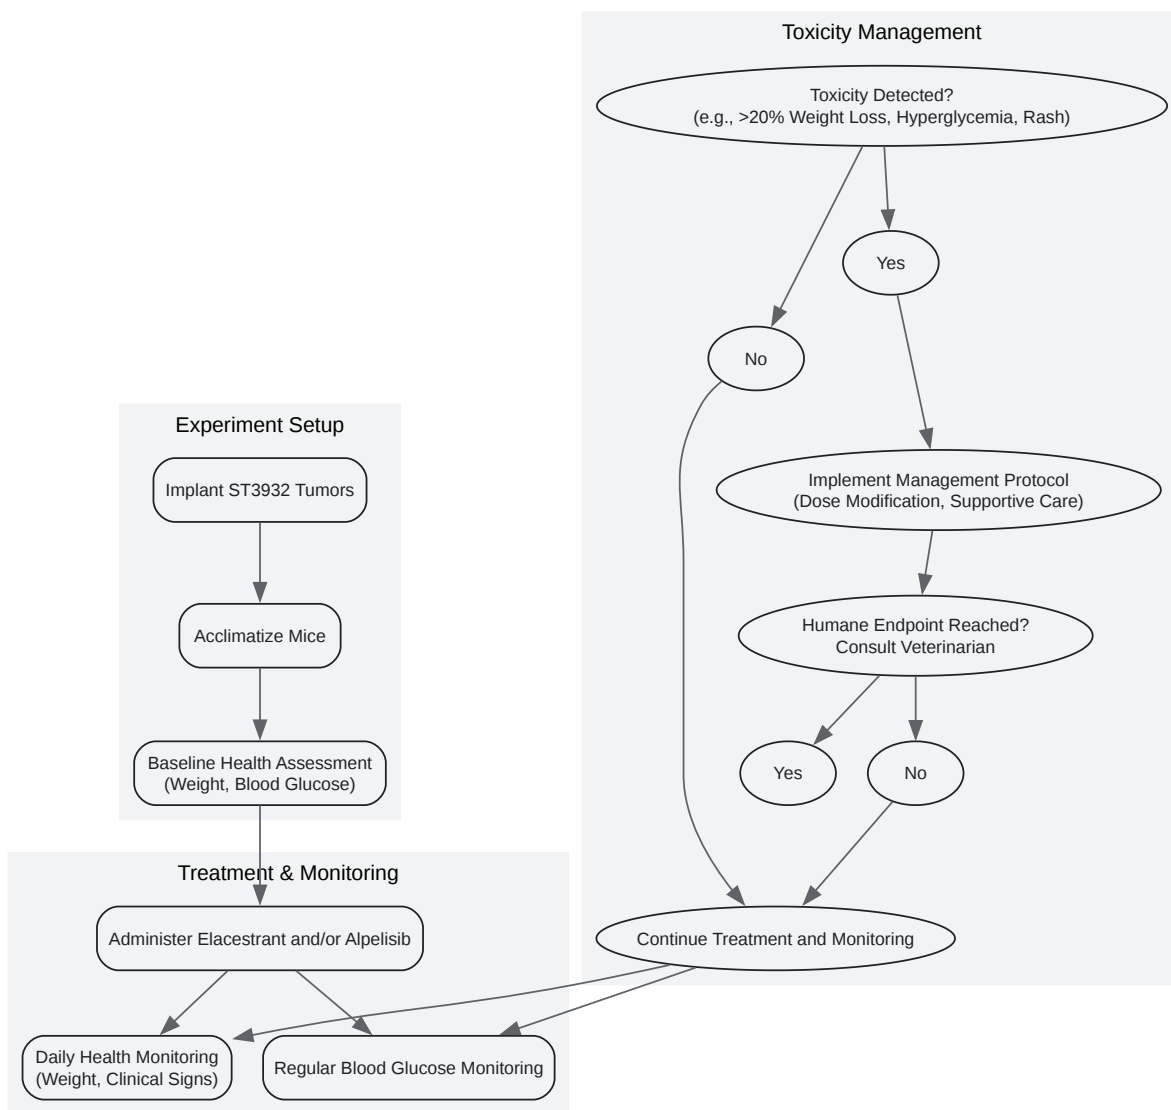 Toxicity Management
Toxicity Detected?
(e.g., >20% Weight Loss, Hyperglycemia, Rash)
Yes
No
Experiment Setup
Implant ST3932 Tumors
Implement Management Protocol
(Dose Modification, Supportive Care)
Acclimatize Mice
Humane Endpoint Reached?
Consult Veterinarian
Baseline Health Assessment
(Weight, Blood Glucose)
Yes
No
Treatment & Monitoring
Administer Elacestrant and/or Alpelisib
Continue Treatment and Monitoring
Daily Health Monitoring
(Weight, Clinical Signs)
Regular Blood Glucose Monitoring